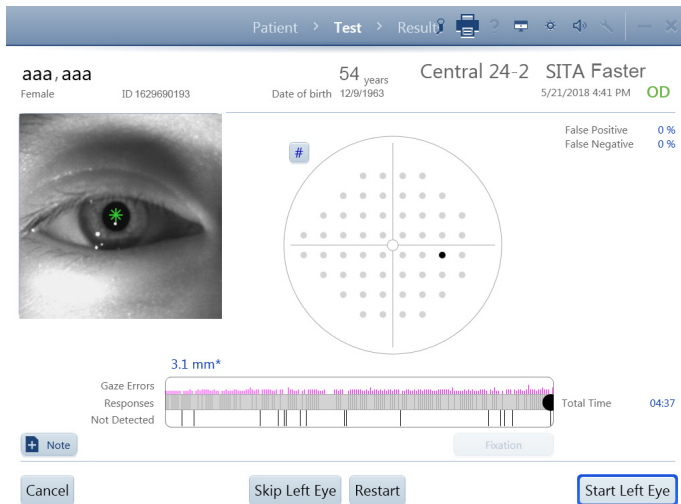 Patient > Test > Result ?
aaa, aaa
Female ID 1629690193
54 years
Date of birth 12/9/1963
Central 24-2 SITA Faster
5/21/2018 4:41 PM OD
False Positive 0 %
False Negative 0 %
#
3.1 mm*
Gaze Errors
Responses
Not Detected
Total Time 04:37
+ Note
Fixation
Cancel
Skip Left Eye
Restart
Start Left Eye